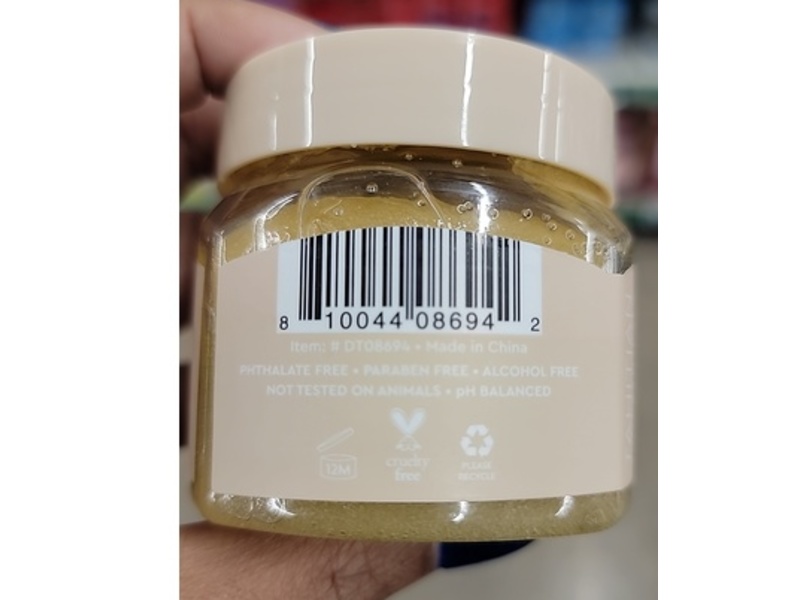 8 10044 08694 2
Item: # DT08694 • Made in China
PHTHALATE FREE • PARABEN FREE • ALCOHOL FREE
NOT TESTED ON ANIMALS • pH BALANCED
12M
cruelty
free
PLEASE
RECYCLE